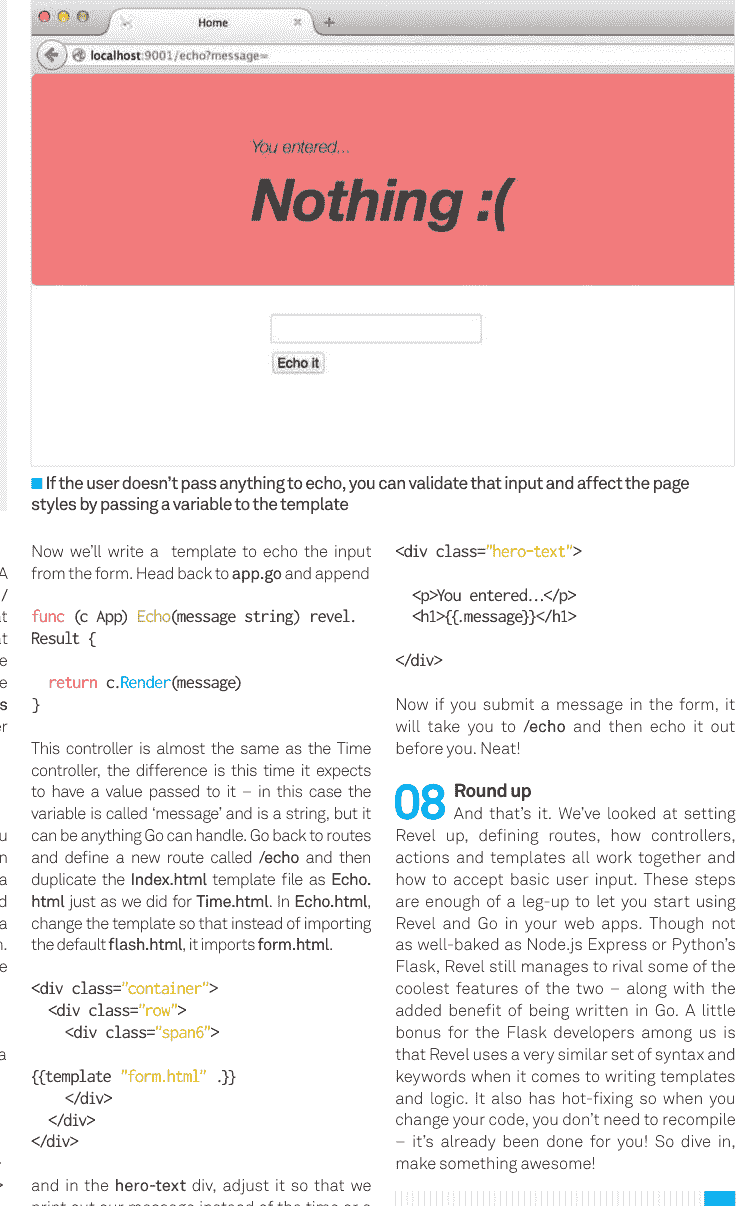 Home
localhost:9001/echo?message=
You entered...
Nothing :(
Echo it
If the user doesn't pass anything to echo, you can validate that input and affect the page
styles by passing a variable to the template
Now we'll write a template to echo the input
from the form. Head back to app.go and append
func (c App) Echo(message string) revel.
Result {
return c.Render(message)
}
This controller is almost the same as the Time
controller, the difference is this time it expects
to have a value passed to it – in this case the
variable is called 'message' and is a string, but it
can be anything Go can handle. Go back to routes
and define a new route called /echo and then
duplicate the Index.html template file as Echo.
html just as we did for Time.html. In Echo.html,
change the template so that instead of importing
the default flash.html, it imports form.html.
<div class="container">
<div class="row">
<div class="span6">
{{template "form.html" .}}
</div>
</div>
</div>
and in the hero-text div, adjust it so that we
print out our message instead of the time or a
<div class="hero-text">
<p>You entered...</p>
<h1>{{.message}}</h1>
</div>
Now if you submit a message in the form, it
will take you to /echo and then echo it out
before you. Neat!
08 Round up
And that's it. We've looked at setting
Revel up, defining routes, how controllers,
actions and templates all work together and
how to accept basic user input. These steps
are enough of a leg-up to let you start using
Revel and Go in your web apps. Though not
as well-baked as Node.js Express or Python's
Flask, Revel still manages to rival some of the
coolest features of the two – along with the
added benefit of being written in Go. A little
bonus for the Flask developers among us is
that Revel uses a very similar set of syntax and
keywords when it comes to writing templates
and logic. It also has hot-fixing so when you
change your code, you don't need to recompile
– it's already been done for you! So dive in,
make something awesome!